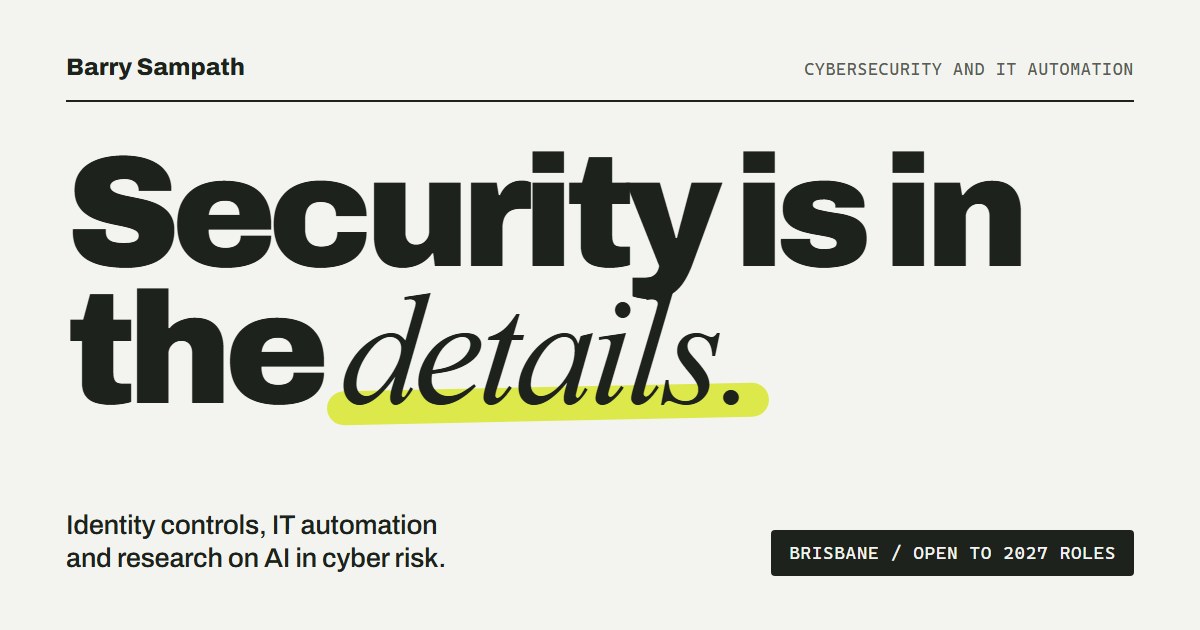 Barry Sampath
CYBERSECURITY AND IT AUTOMATION
Security is in
the details.
Identity controls, IT automation
and research on AI in cyber risk.
BRISBANE / OPEN TO 2027 ROLES